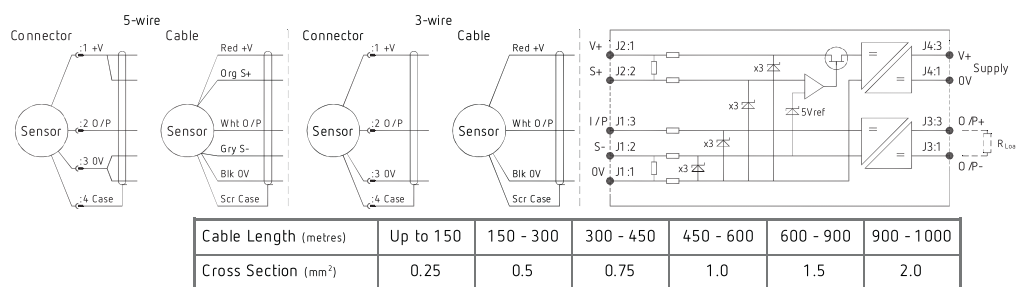 5-wire
3-wire
Connector
Cable
Connector
Cable
:1 +V
:2 O/P
:3 0V
:4 Case
Sensor
Red +V
Org S+
Wht O/P
Gry S-
Blk 0V
Scr Case
Sensor
:1 +V
:2 O/P
:3 0V
:4 Case
Sensor
Red +V
Wht O/P
Blk 0V
Scr Case
Sensor
V+ J2:1
S+ J2:2
I/P J1:3
S- J1:2
0V J1:1
x3
x3
x3
x3
5Vref
J4:3 V+
Supply
J4:1 0V
J3:3 O/P+
R Loa
J3:1 O/P-
Cable Length (metres) Up to 150 150 - 300 300 - 450 450 - 600 600 - 900 900 - 1000
Cross Section (mm²) 0.25 0.5 0.75 1.0 1.5 2.0